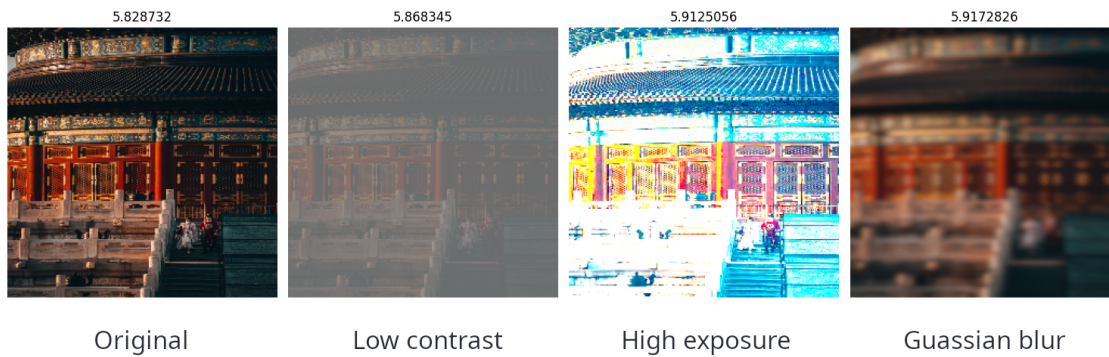 5.828732
5.868345
5.9125056
5.9172826
Original
Low contrast
High exposure
Guassian blur